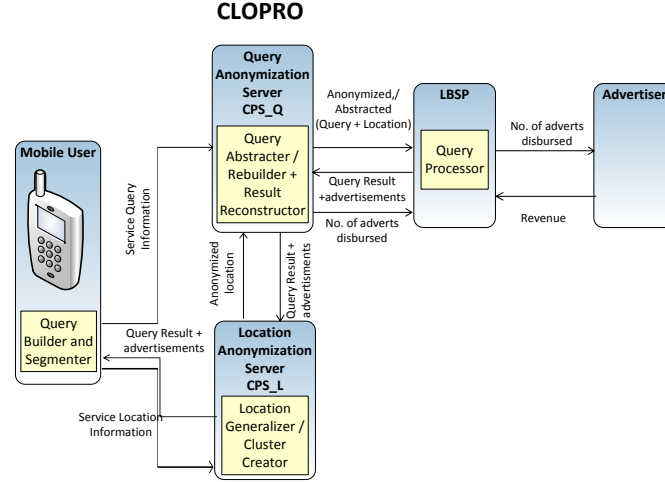 CLOPRO
Query
Anonymization
Server
CPS_Q
Query
Abstracter /
Rebuilder +
Result
Reconstructor
Anonymized,/
Abstracted
(Query + Location)
Query Result
+advertisements
No. of adverts
disbursed
LBSP
Query
Processor
No. of adverts
disbursed
Revenue
Advertiser
Mobile User
Query
Builder and
Segmenter
Service Query
Information
Anonymized
location
Query Result +
advertisments
Query Result +
advertisements
Service Location
Information
Location
Anonymization
Server
CPS_L
Location
Generalizer /
Cluster
Creator